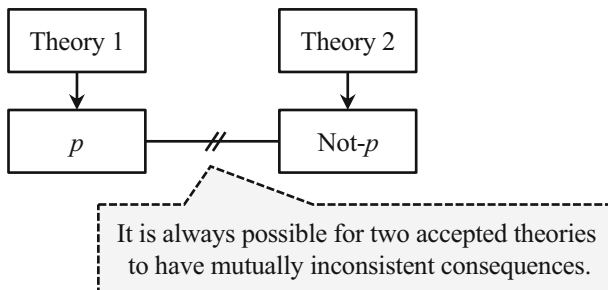 Theory 1
Theory 2
p
Not-p
It is always possible for two accepted theories
to have mutually inconsistent consequences.